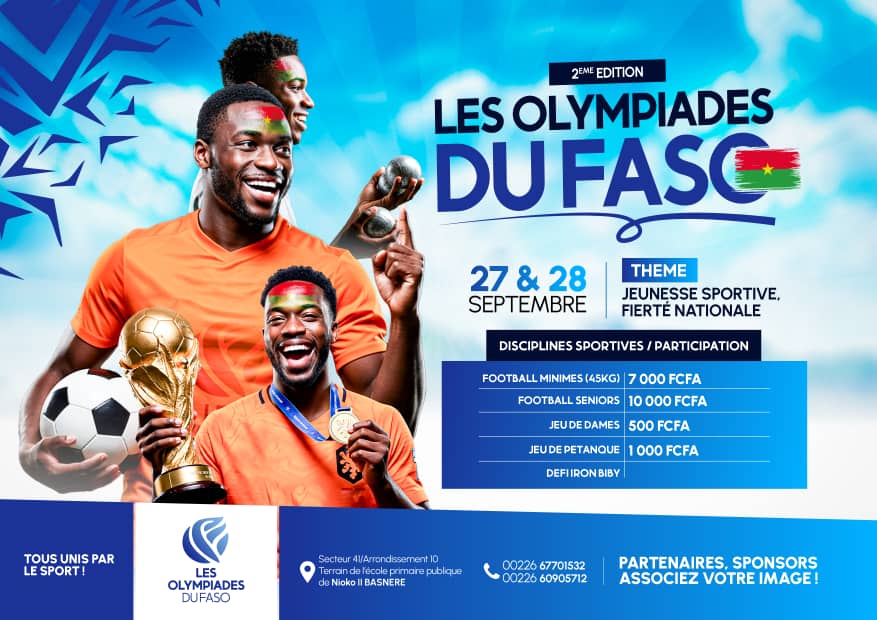 2EME EDITION
LES OLYMPIADES
DU FASO
27 & 28
SEPTEMBRE
THEME
JEUNESSE SPORTIVE,
FIERTÉ NATIONALE
DISCIPLINES SPORTIVES / PARTICIPATION
FOOTBALL MINIMES (45KG) 7 000 FCFA
FOOTBALL SENIORS 10 000 FCFA
JEU DE DAMES 500 FCFA
JEU DE PETANQUE 1 000 FCFA
DEFI IRON BIBY
TOUS UNIS PAR
LE SPORT !
LES
OLYMPIADES
DU FASO
Secteur 41/Arrondissement 10
Terrain de l'école primaire publique
de Nioko II BASNERE
00226 67701532
00226 60905712
PARTENAIRES, SPONSORS
ASSOCIEZ VOTRE IMAGE !